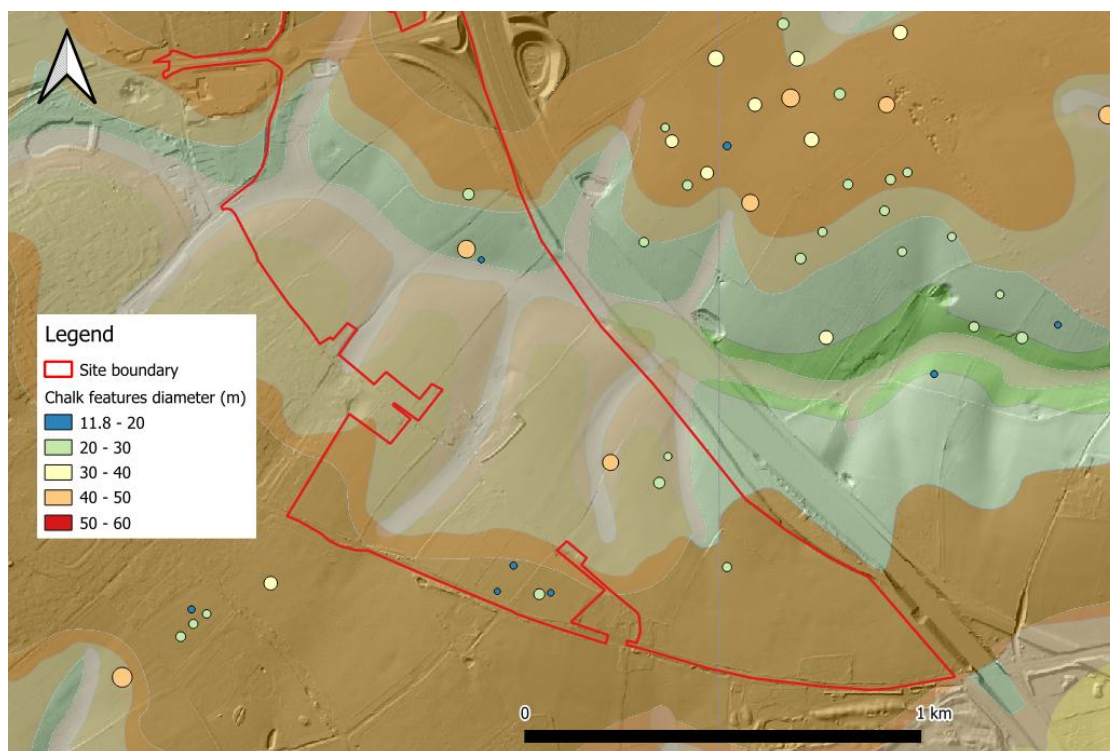 Legend
Site boundary
Chalk features diameter (m)
11.8 - 20
20 - 30
30 - 40
40 - 50
50 - 60
0
1 km